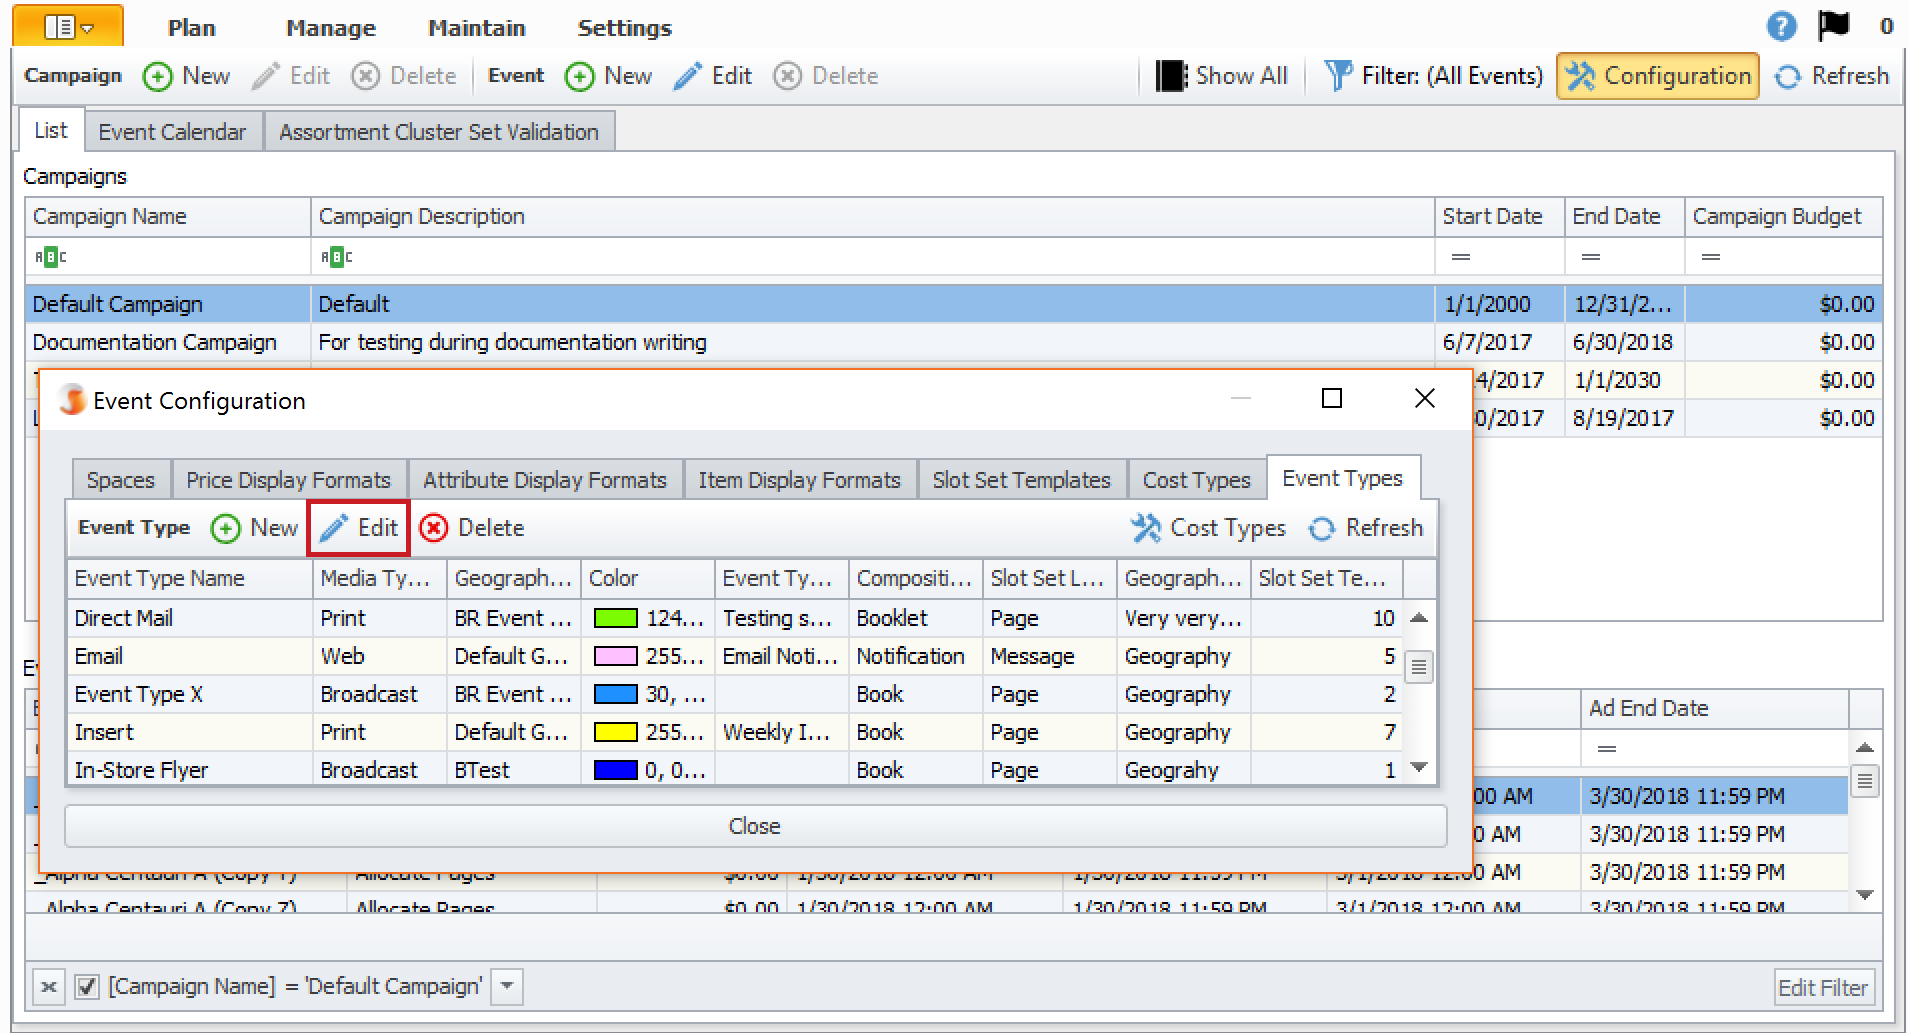 Plan Manage Maintain Settings 0
Campaign New Edit Delete Event New Edit Delete Show All Filter: (All Events) Configuration Refresh
List Event Calendar Assortment Cluster Set Validation
Campaigns
Campaign Name Campaign Description Start Date End Date Campaign Budget
ABC ABC = = =
Default Campaign Default 1/1/2000 12/31/2... $0.00
Documentation Campaign For testing during documentation writing 6/7/2017 6/30/2018 $0.00
4/2017 1/1/2030 $0.00
0/2017 8/19/2017 $0.00
Event Configuration
Spaces Price Display Formats Attribute Display Formats Item Display Formats Slot Set Templates Cost Types Event Types
Event Type New Edit Delete Cost Types Refresh
Event Type Name Media Ty... Geograph... Color Event Ty... Compositi... Slot Set L... Geograph... Slot Set Te...
Direct Mail Print BR Event ... 124... Testing s... Booklet Page Very very... 10
Email Web Default G... 255... Email Noti... Notification Message Geography 5
Event Type X Broadcast BR Event ... 30, ... Book Page Geography 2
Insert Print Default G... 255... Weekly I... Book Page Geography 7
In-Store Flyer Broadcast BTest 0, 0... Book Page Geograhy 1
Close
Ad End Date
=
00 AM 3/30/2018 11:59 PM
0 AM 3/30/2018 11:59 PM
_Alpha Centauri A (Copy 1) Allocate Pages $0.00 1/30/2018 12:00 AM 1/30/2018 11:59 PM 3/1/2018 12:00 AM 3/30/2018 11:59 PM
_Alpha Centauri A (Copy 7) Allocate Pages $0.00 1/30/2018 12:00 AM 1/30/2018 11:59 PM 3/1/2018 12:00 AM 3/30/2018 11:59 PM
[Campaign Name] = 'Default Campaign' Edit Filter